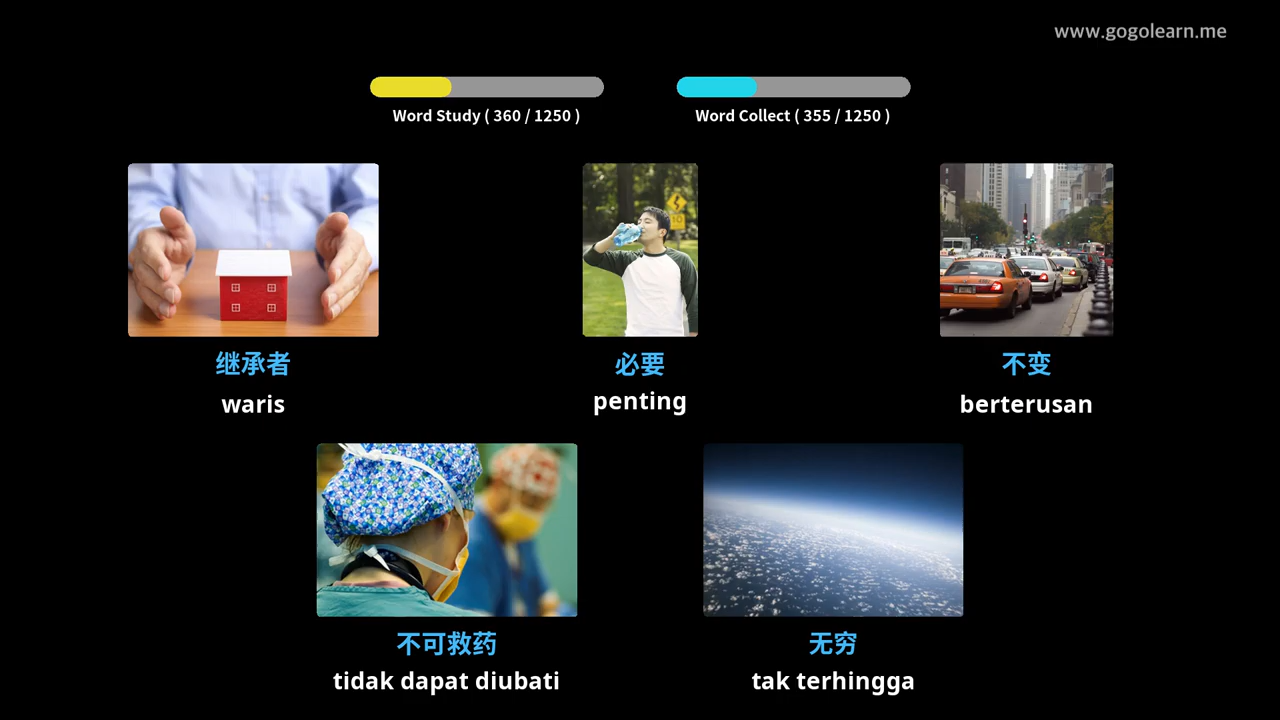 www.gogolearn.me
Word Study ( 360 / 1250 )
Word Collect ( 355 / 1250 )
继承者
waris
必要
penting
不变
berterusan
不可救药
tidak dapat diubati
无穷
tak terhingga